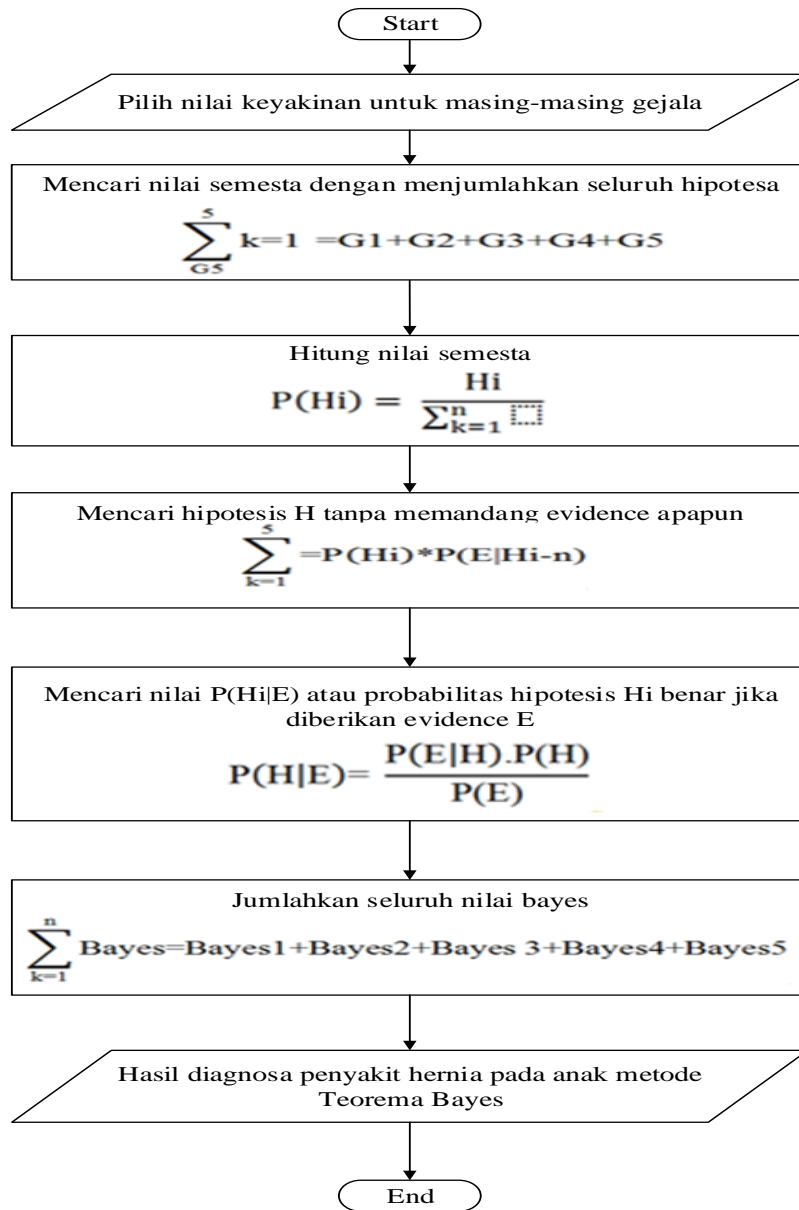 Start
Pilih nilai keyakinan untuk masing-masing gejala
Mencari nilai semesta dengan menjumlahkan seluruh hipotesa
5
∑ k=1 =G1+G2+G3+G4+G5
G5
Hitung nilai semesta
P(Hi) = Hi / ∑ⁿₖ₌₁ ⬚
Mencari hipotesis H tanpa memandang evidence apapun
5
∑ =P(Hi)*P(E|Hi-n)
k=1
Mencari nilai P(Hi|E) atau probabilitas hipotesis Hi benar jika
diberikan evidence E
P(H|E)= P(E|H).P(H) / P(E)
Jumlahkan seluruh nilai bayes
n
∑ Bayes=Bayes1+Bayes2+Bayes 3+Bayes4+Bayes5
k=1
Hasil diagnosa penyakit hernia pada anak metode
Teorema Bayes
End